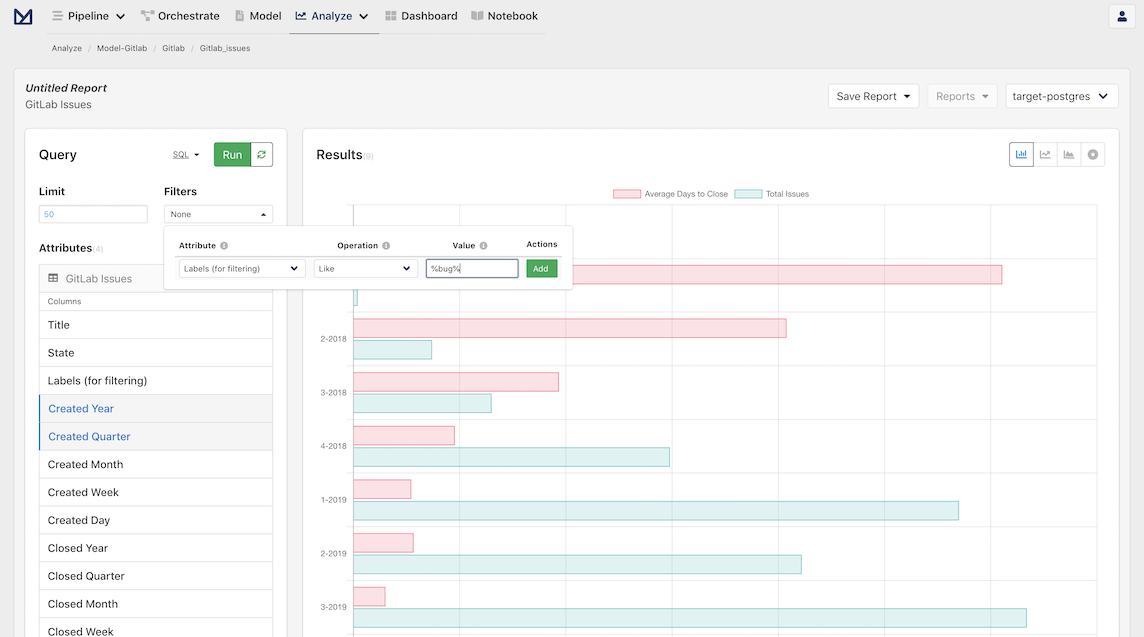 Pipeline Orchestrate Model Analyze Dashboard Notebook
Analyze / Model-Gitlab / Gitlab / Gitlab_issues
Untitled Report
GitLab Issues
Save Report Reports target-postgres
Query SQL Run
Limit Filters
50 None
Attributes(4)
GitLab Issues
Columns
Title
State
Labels (for filtering)
Created Year
Created Quarter
Created Month
Created Week
Created Day
Closed Year
Closed Quarter
Closed Month
Closed Week
Attribute Operation Value Actions
Labels (for filtering) Like %bug% Add
Results(9)
Average Days to Close Total Issues
2-2018
3-2018
4-2018
1-2019
2-2019
3-2019